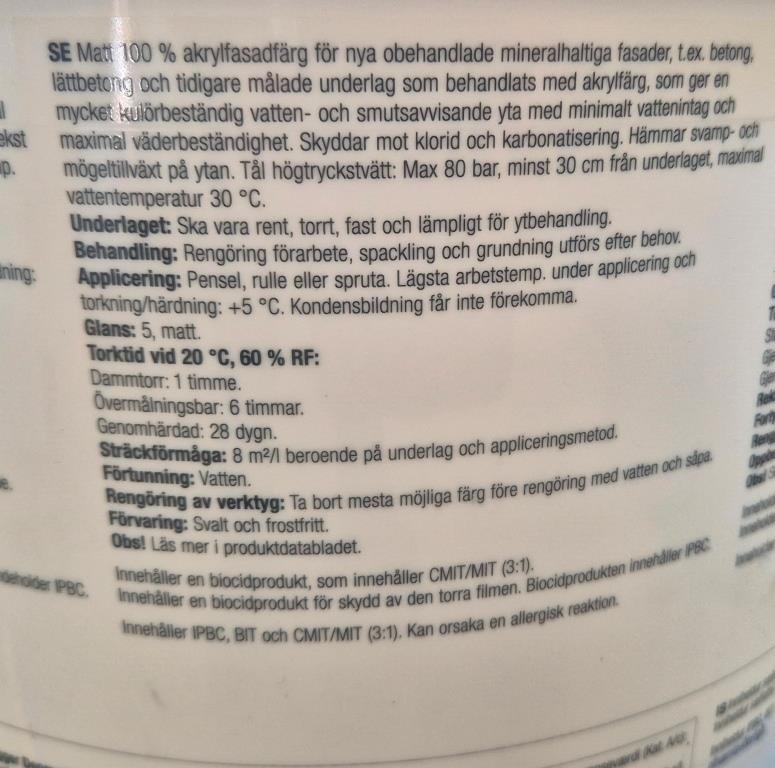 SE Matt 100 % akrylfasadfärg för nya obehandlade mineralhaltiga fasader, t.ex. betong,
lättbetong och tidigare målade underlag som behandlats med akrylfärg, som ger en
mycket kulörbeständig vatten- och smutsavvisande yta med minimalt vattenintag och
maximal väderbeständighet. Skyddar mot klorid och karbonatisering. Hämmar svamp- och
mögeltillväxt på ytan. Tål högtryckstvätt: Max 80 bar, minst 30 cm från underlaget, maximal
vattentemperatur 30 °C.
Underlaget: Ska vara rent, torrt, fast och lämpligt för ytbehandling.
Behandling: Rengöring förarbete, spackling och grundning utförs efter behov.
Applicering: Pensel, rulle eller spruta. Lägsta arbetstemp. under applicering och
torkning/härdning: +5 °C. Kondensbildning får inte förekomma.
Glans: 5, matt.
Torktid vid 20 °C, 60 % RF:
Dammtorr: 1 timme.
Övermålningsbar: 6 timmar.
Genomhärdad: 28 dygn.
Sträckförmåga: 8 m²/l beroende på underlag och appliceringsmetod.
Förtunning: Vatten.
Rengöring av verktyg: Ta bort mesta möjliga färg före rengöring med vatten och såpa.
Förvaring: Svalt och frostfritt.
Obs! Läs mer i produktdatabladet.
Innehåller en biocidprodukt, som innehåller CMIT/MIT (3:1).
Innehåller en biocidprodukt för skydd av den torra filmen. Biocidprodukten innehåller IPBC.
Innehåller IPBC, BIT och CMIT/MIT (3:1). Kan orsaka en allergisk reaktion.
IPBC.